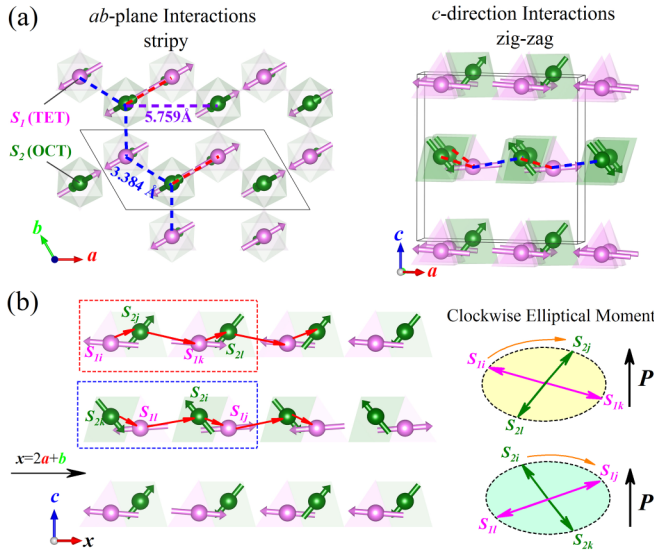 (a)
ab-plane Interactions
stripy
c-direction Interactions
zig-zag
S1 (TET)
S2 (OCT)
5.759Å
3.384 Å
b
a
c
a
(b)
Clockwise Elliptical Moment
S2j
S1i
S1k
S2l
S2i
S2k
S1l
S1j
x=2a+b
c
x
S1i
S2j
S1k
S2l
P
S2i
S1j
S1l
S2k
P